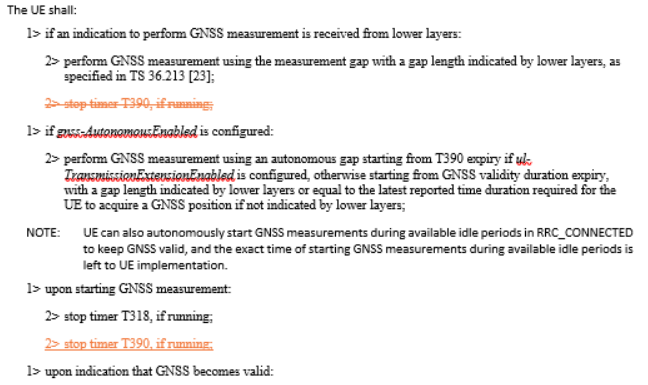 The UE shall:
1> if an indication to perform GNSS measurement is received from lower layers:
2> perform GNSS measurement using the measurement gap with a gap length indicated by lower layers, as
specified in TS 36.213 [23];
2> stop timer T390, if running;
1> if gnss-AutonomousEnabled is configured:
2> perform GNSS measurement using an autonomous gap starting from T390 expiry if ul-
TransmissionExtensionEnabled is configured, otherwise starting from GNSS validity duration expiry,
with a gap length indicated by lower layers or equal to the latest reported time duration required for the
UE to acquire a GNSS position if not indicated by lower layers;
NOTE: UE can also autonomously start GNSS measurements during available idle periods in RRC_CONNECTED
to keep GNSS valid, and the exact time of starting GNSS measurements during available idle periods is
left to UE implementation.
1> upon starting GNSS measurement:
2> stop timer T318, if running;
2> stop timer T390, if running;
1> upon indication that GNSS becomes valid: